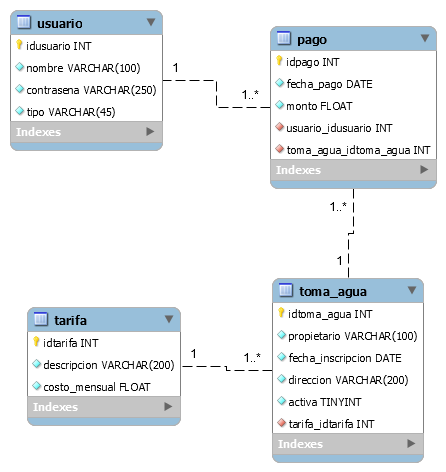 usuario
idusuario INT
nombre VARCHAR(100)
contrasena VARCHAR(250)
tipo VARCHAR(45)
Indexes
1
1..*
pago
idpago INT
fecha_pago DATE
monto FLOAT
usuario_idusuario INT
toma_agua_idtoma_agua INT
Indexes
1..*
1
tarifa
idtarifa INT
descripcion VARCHAR(200)
costo_mensual FLOAT
Indexes
1
1..*
toma_agua
idtoma_agua INT
propietario VARCHAR(100)
fecha_inscripcion DATE
direccion VARCHAR(200)
activa TINYINT
tarifa_idtarifa INT
Indexes